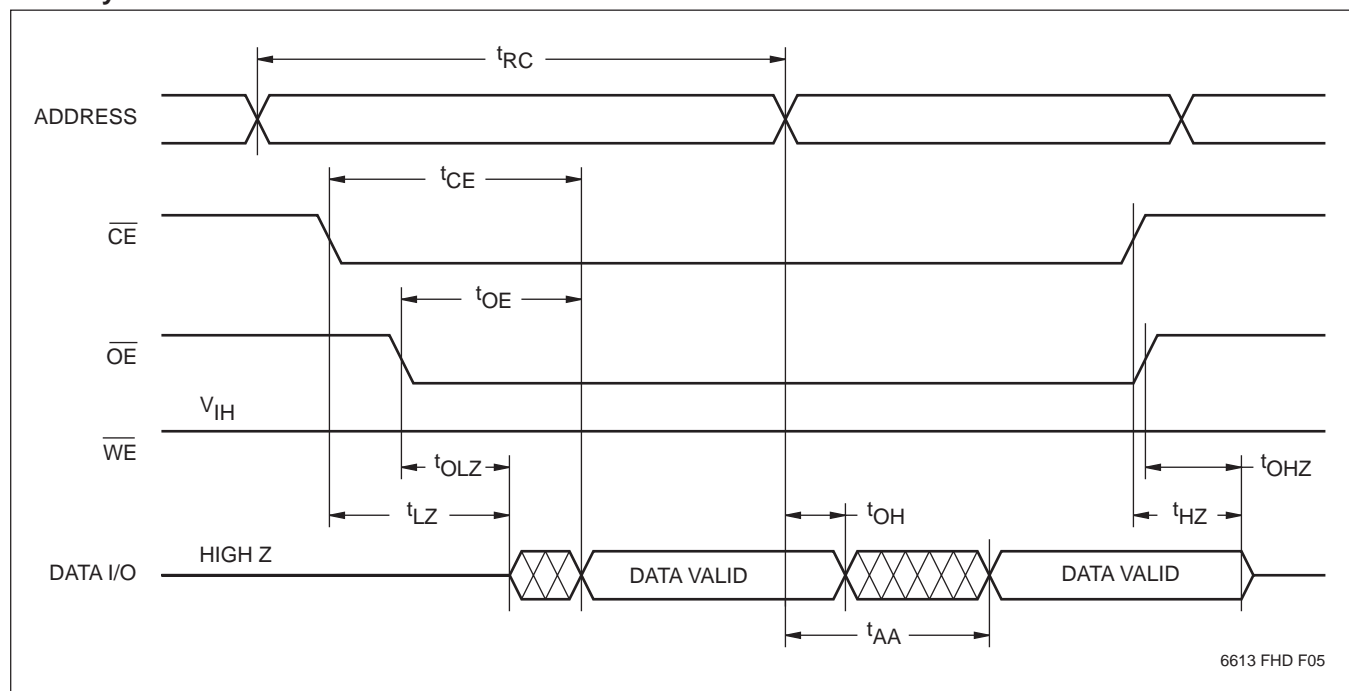 tRC
ADDRESS
tCE
CE
tOE
OE
VIH
WE
tOLZ
tOHZ
tLZ
tOH
tHZ
HIGH Z
DATA I/O
DATA VALID
DATA VALID
tAA
6613 FHD F05